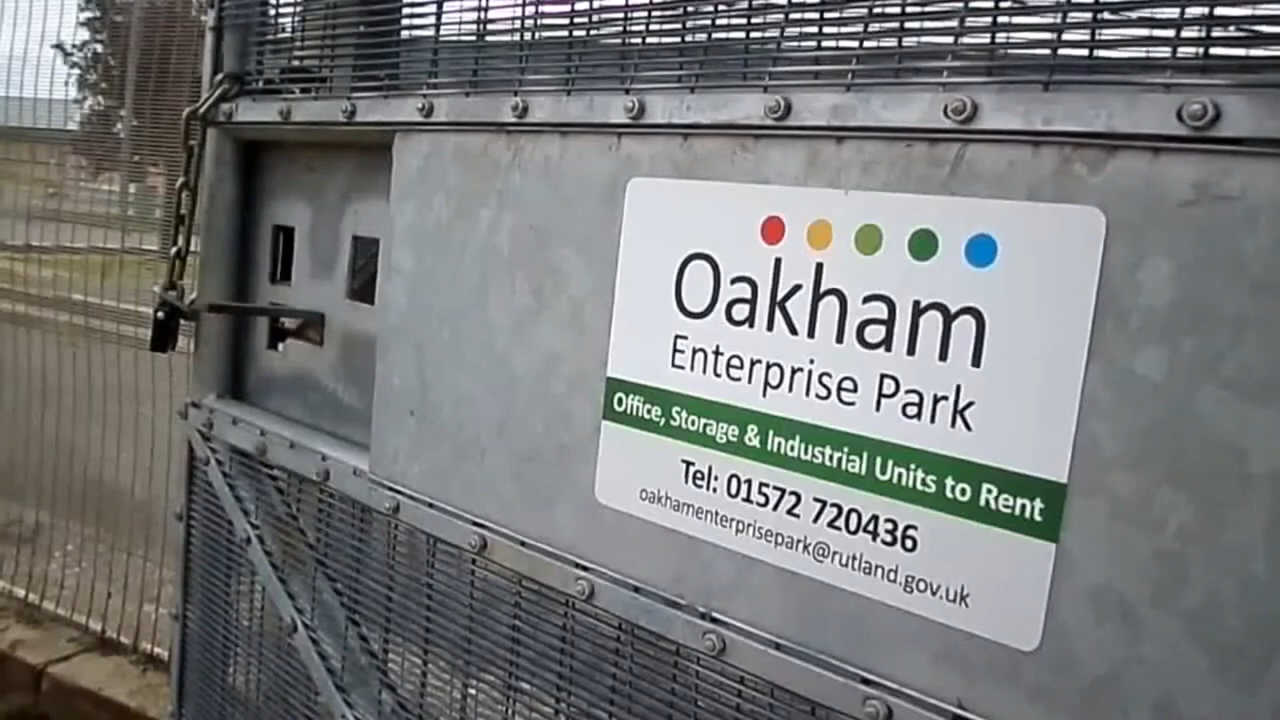 Oakham
Enterprise Park
Office, Storage & Industrial Units to Rent
Tel: 01572 720436
oakhamenterprisepark@rutland.gov.uk